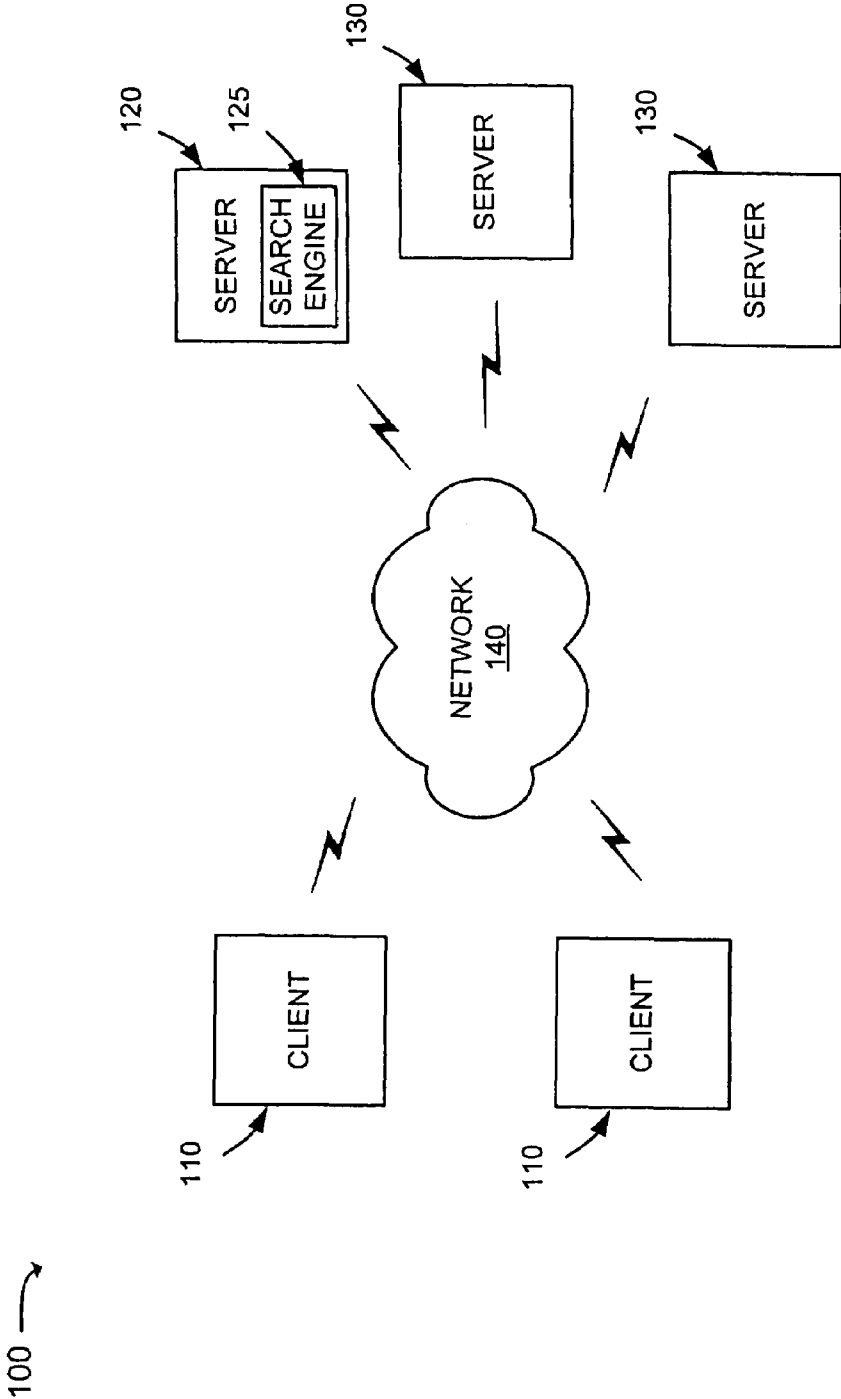 100
110
CLIENT
110
CLIENT
NETWORK
140
120
SERVER
125
SEARCH
ENGINE
130
SERVER
130
SERVER